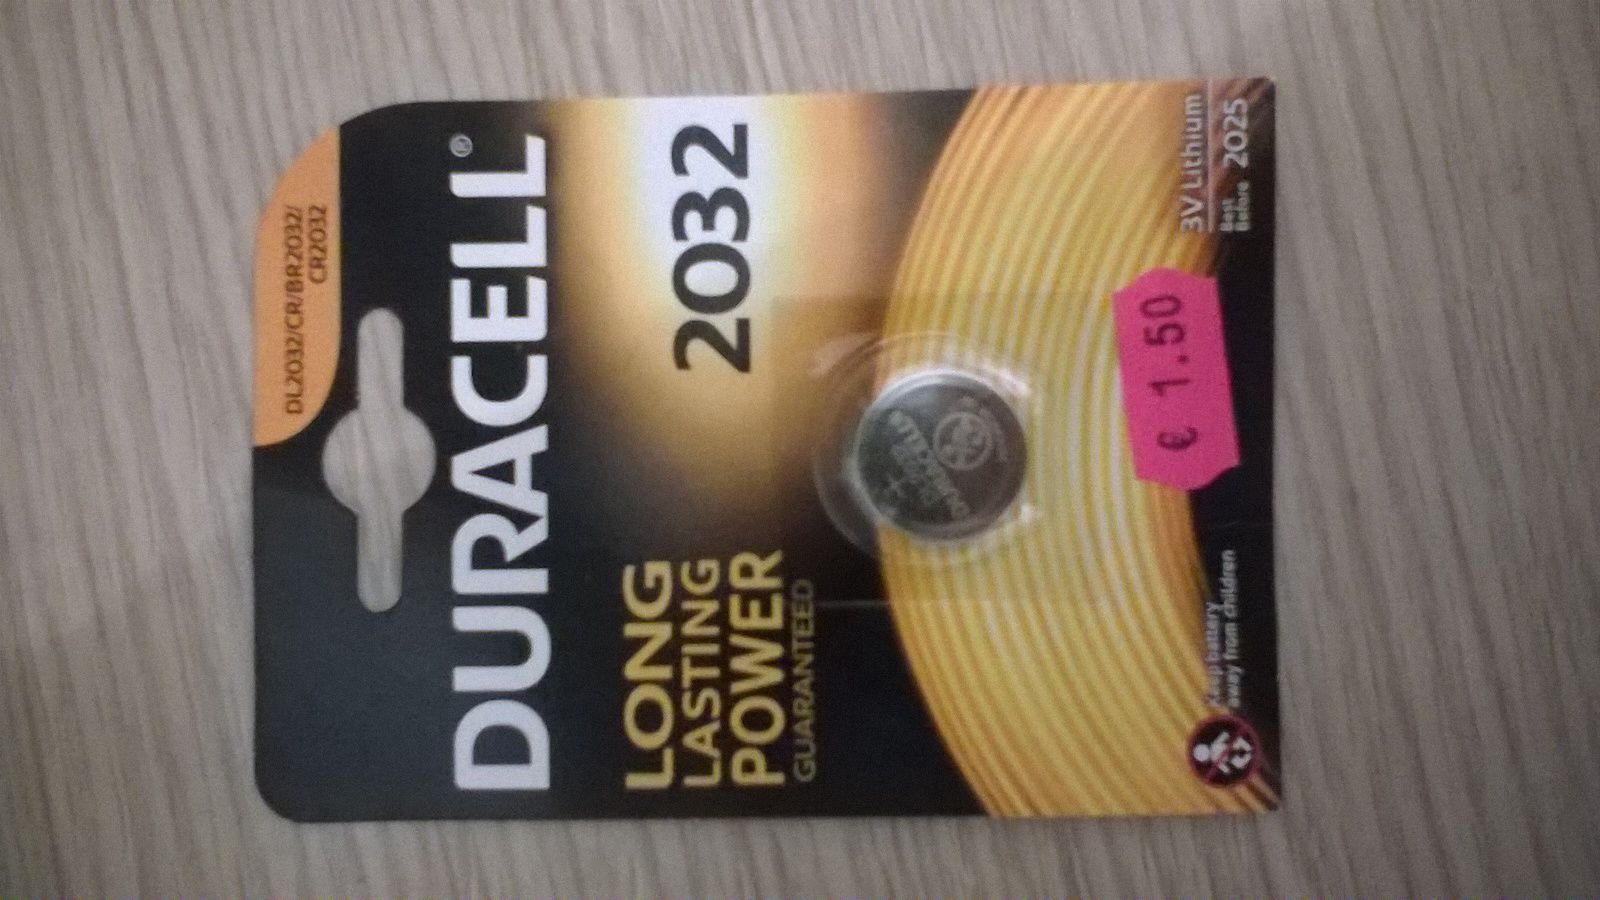 DL2032/CR/BR2032/
CR2032
DURACELL®
2032
LONG
LASTING
POWER
GUARANTEED
DURACELL
€ 1.50
3V Lithium
Best
Before 2025
Keep battery
away from children